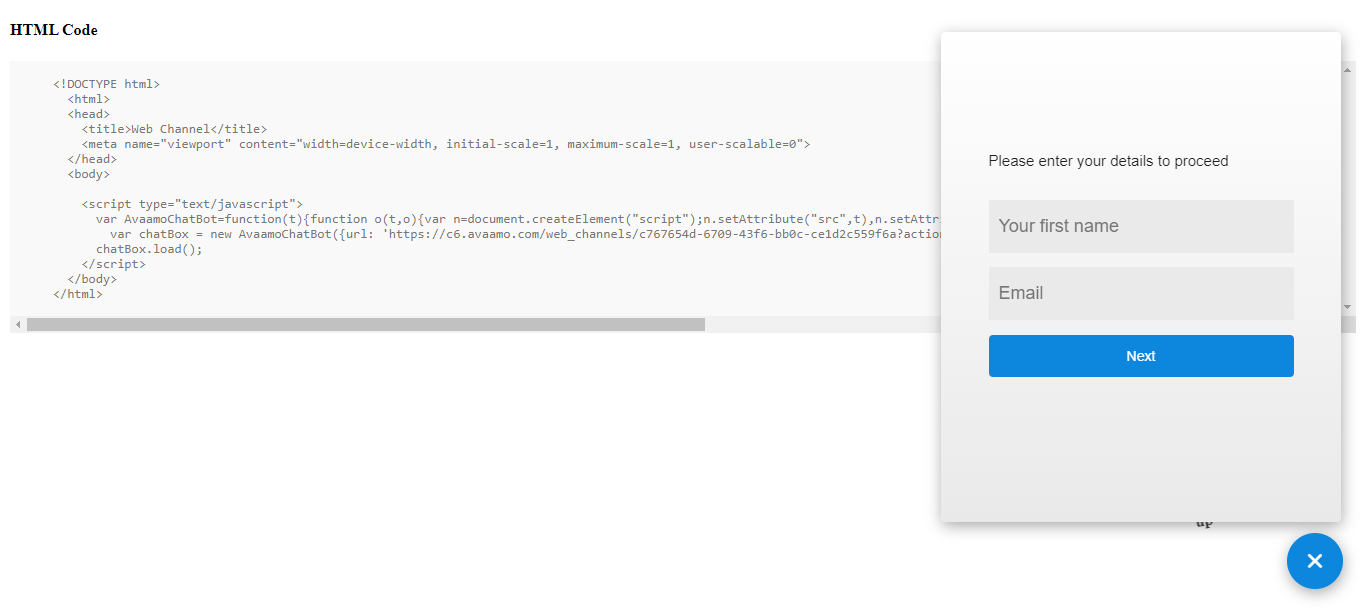 HTML Code
<!DOCTYPE html>
<html>
<head>
<title>Web Channel</title>
<meta name="viewport" content="width=device-width, initial-scale=1, maximum-scale=1, user-scalable=0">
</head>
<body>
<script type="text/javascript">
var AvaamoChatBot=function(t){function o(t,o){var n=document.createElement("script");n.setAttribute("src",t),n.setAttri
var chatBox = new AvaamoChatBot({url: 'https://c6.avaamo.com/web_channels/c767654d-6709-43f6-bb0c-ce1d2c559f6a?action
chatBox.load();
</script>
</body>
</html>
Please enter your details to proceed
Your first name
Email
Next
up